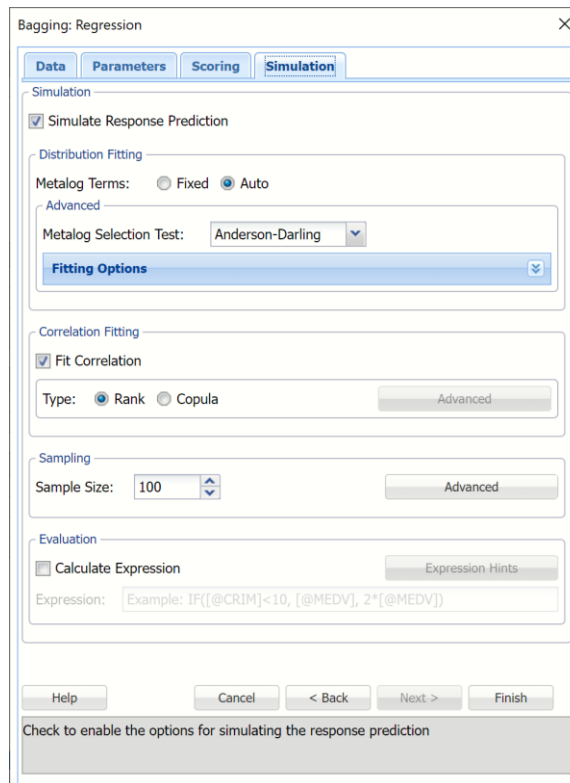 Bagging: Regression
Data Parameters Scoring Simulation
Simulation
Simulate Response Prediction
Distribution Fitting
Metalog Terms: Fixed Auto
Advanced
Metalog Selection Test: Anderson-Darling
Fitting Options
Correlation Fitting
Fit Correlation
Type: Rank Copula Advanced
Sampling
Sample Size: 100 Advanced
Evaluation
Calculate Expression Expression Hints
Expression: Example: IF([@CRIM]<10, [@MEDV], 2*[@MEDV])
Help Cancel < Back Next > Finish
Check to enable the options for simulating the response prediction